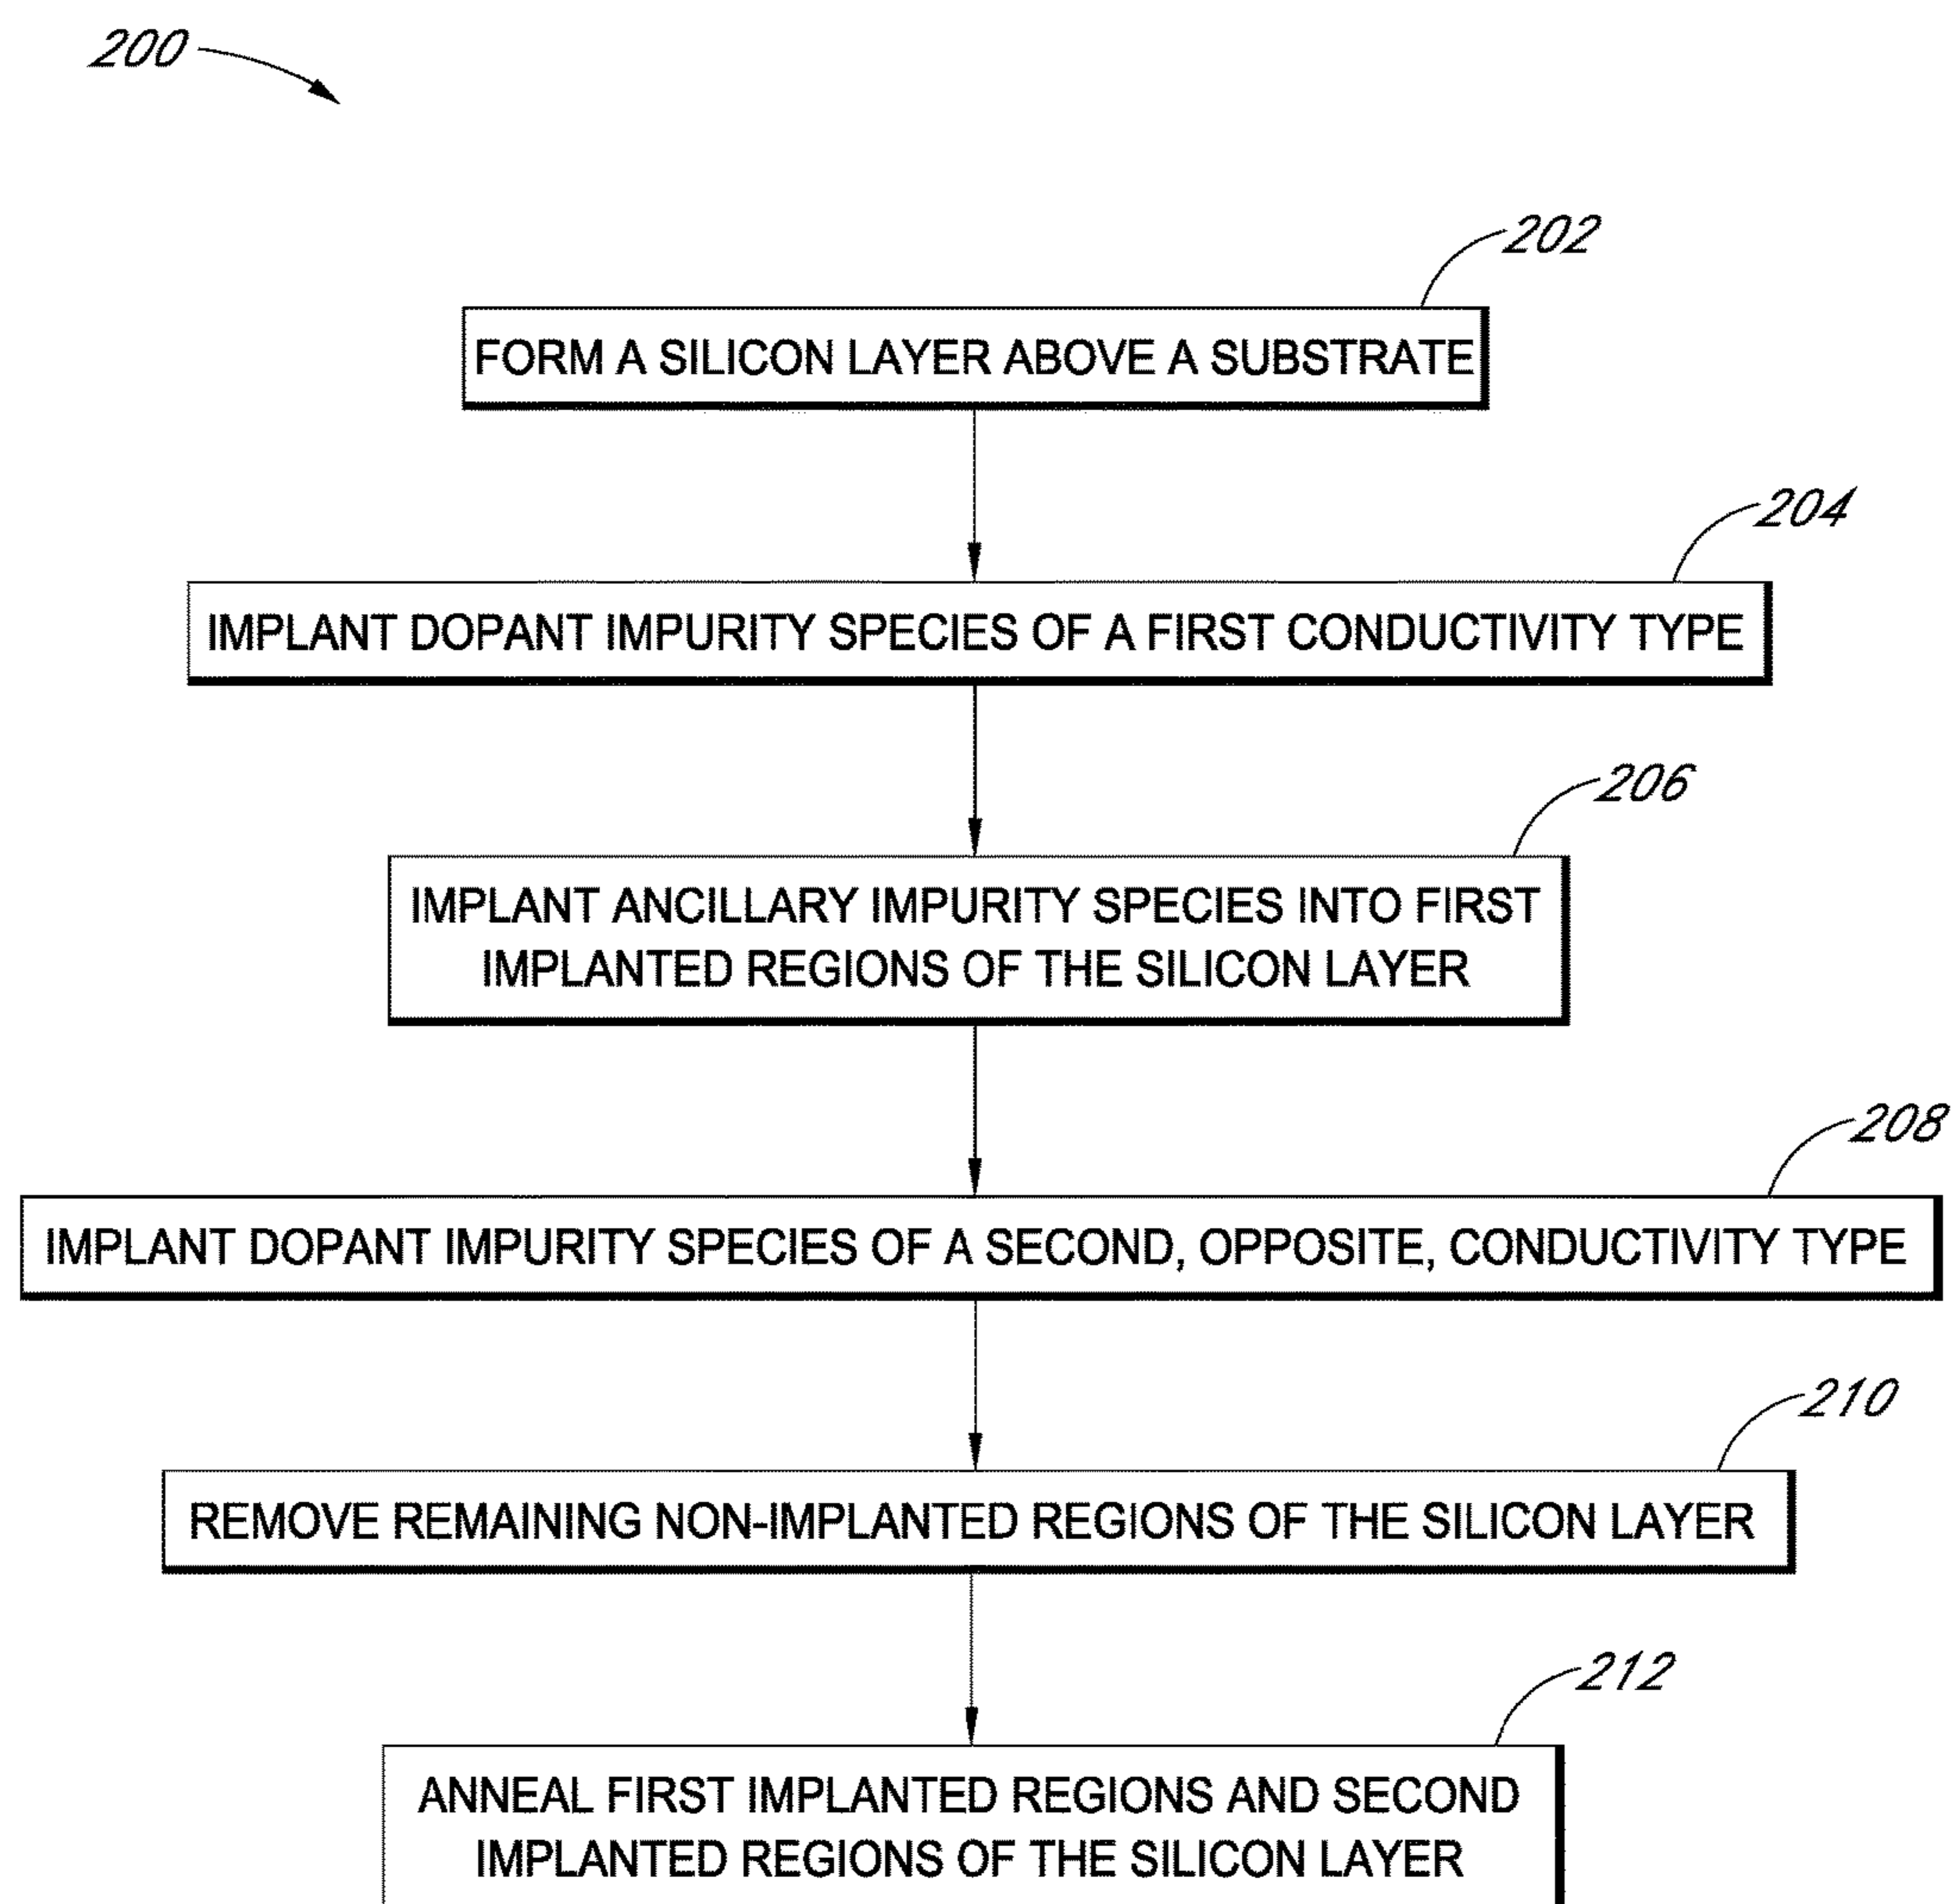 200
202
FORM A SILICON LAYER ABOVE A SUBSTRATE
204
IMPLANT DOPANT IMPURITY SPECIES OF A FIRST CONDUCTIVITY TYPE
206
IMPLANT ANCILLARY IMPURITY SPECIES INTO FIRST
IMPLANTED REGIONS OF THE SILICON LAYER
208
IMPLANT DOPANT IMPURITY SPECIES OF A SECOND, OPPOSITE, CONDUCTIVITY TYPE
210
REMOVE REMAINING NON-IMPLANTED REGIONS OF THE SILICON LAYER
212
ANNEAL FIRST IMPLANTED REGIONS AND SECOND
IMPLANTED REGIONS OF THE SILICON LAYER